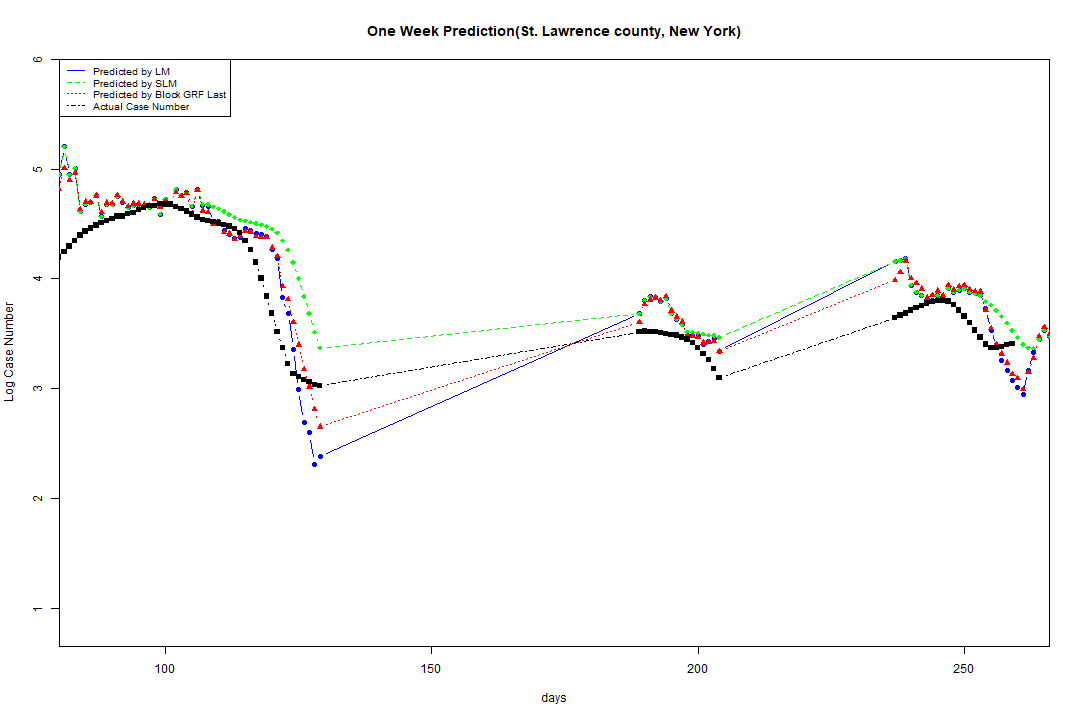 One Week Prediction(St. Lawrence county, New York)
Predicted by LM
Predicted by SLM
Predicted by Block GRF Last
Actual Case Number
6
5
4
3
2
1
Log Case Number
100 150 200 250
days